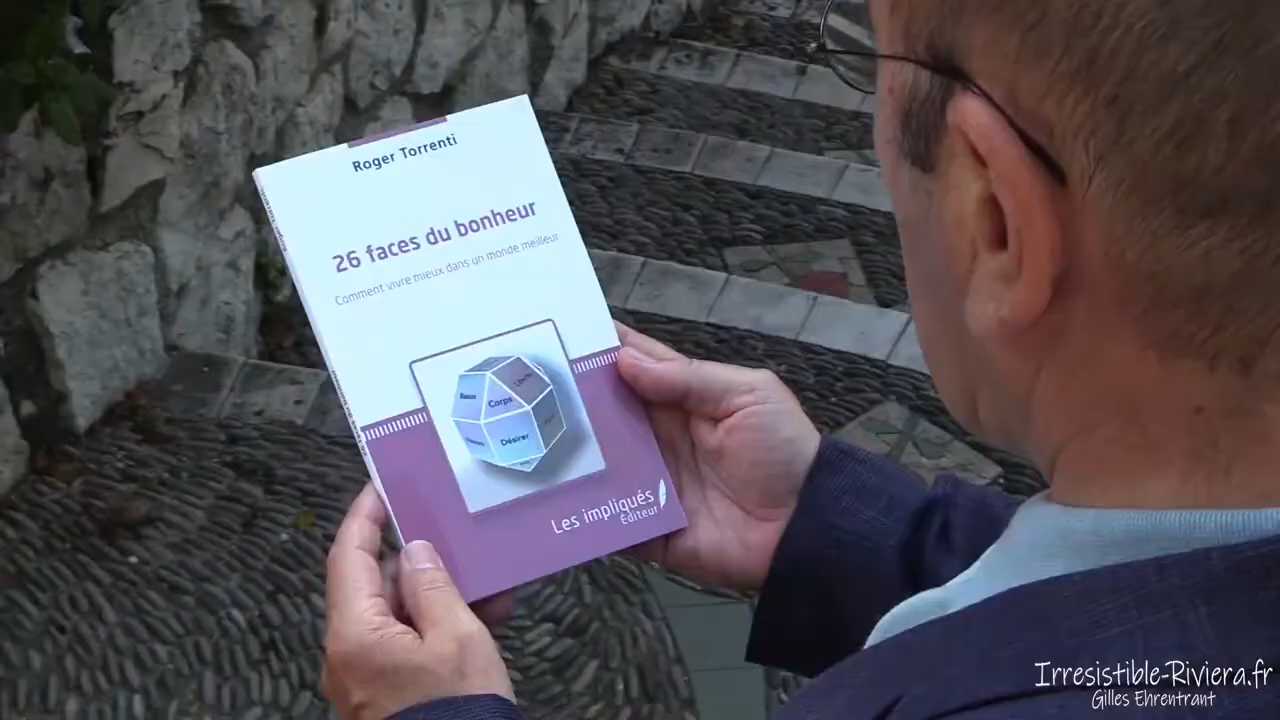 Roger Torrenti
26 faces du bonheur
Comment vivre mieux dans un monde meilleur
Corps
Désirer
Les impliqués
Éditeur
Irresistible-Riviera.fr
Gilles Ehrentrant